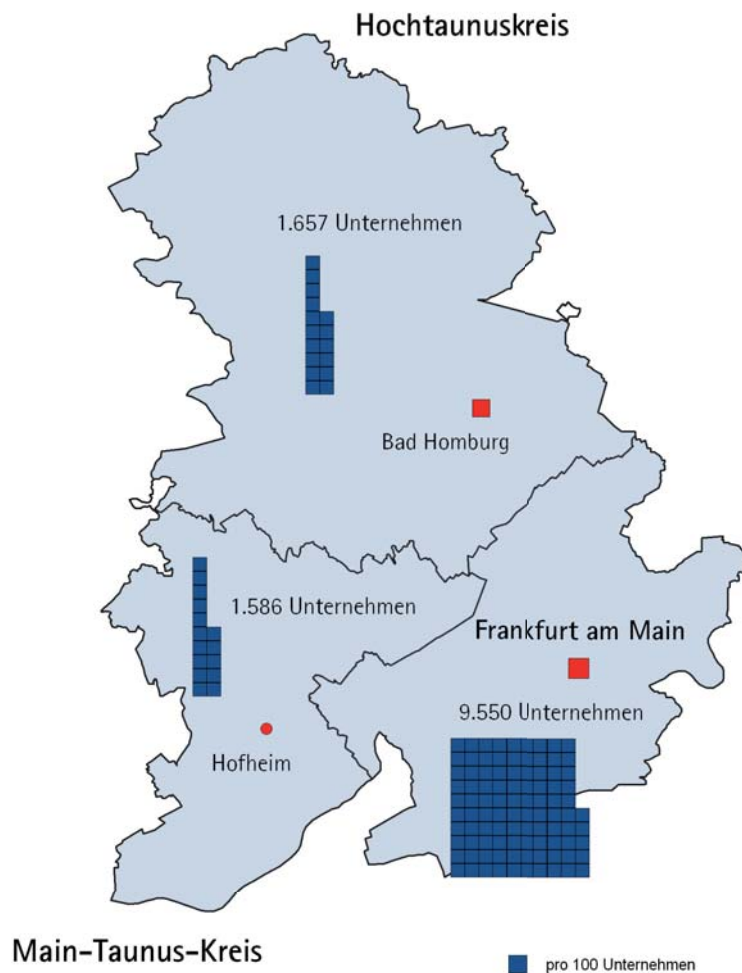 Hochtaunuskreis
1.657 Unternehmen
Bad Homburg
1.586 Unternehmen
Frankfurt am Main
9.550 Unternehmen
Hofheim
Main-Taunus-Kreis
pro 100 Unternehmen